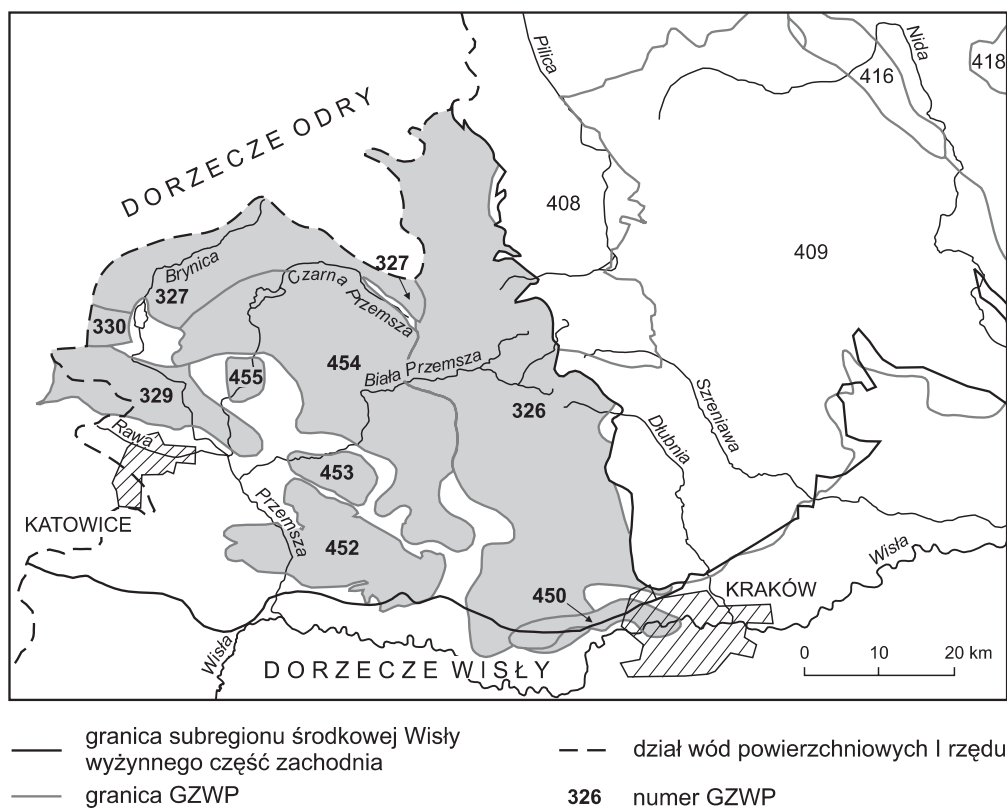 Pilica
Nida
416
418
DORZECZE ODRY
408
409
Brynica
327
327
Czarna
Przemsza
330
454
455
Biała Przemsza
329
326
Rawa
Szreniawa
Dłubnia
453
KATOWICE
Przemsza
452
Wisła
450
KRAKÓW
Wisła
DORZECZE WISŁY
0 10 20 km
granica subregionu środkowej Wisły
wyżynnego część zachodnia
dział wód powierzchniowych I rzędu
granica GZWP
326 numer GZWP